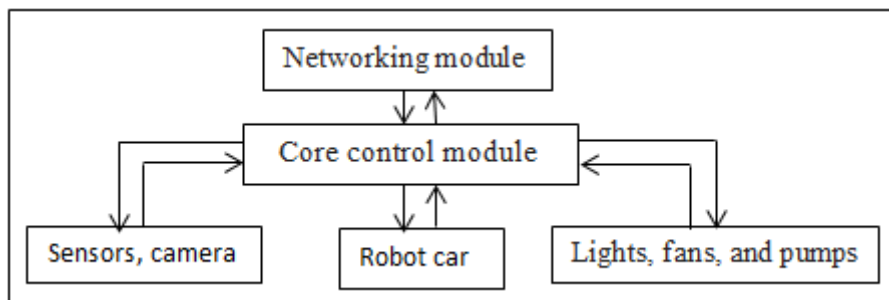 Networking module
Core control module
Sensors, camera
Robot car
Lights, fans, and pumps